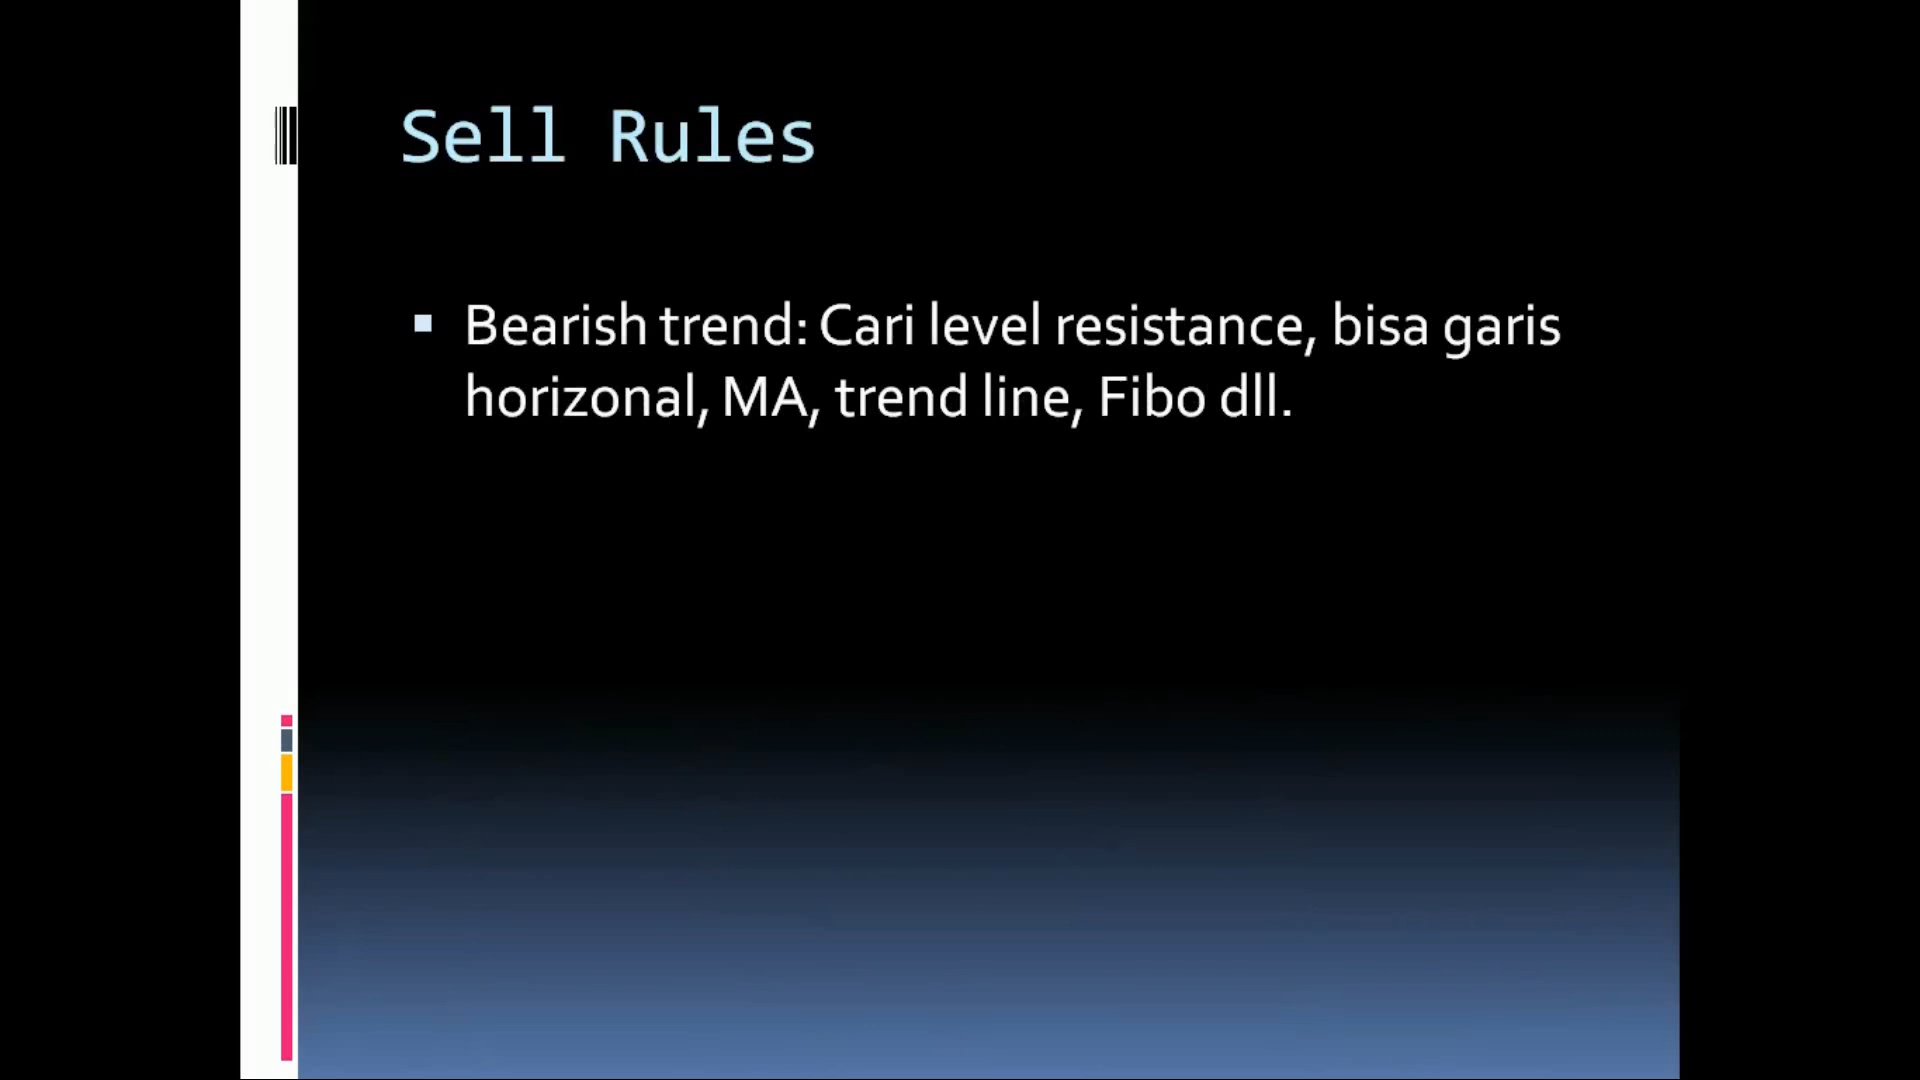 Sell Rules
Bearish trend: Cari level resistance, bisa garis
horizonal, MA, trend line, Fibo dll.